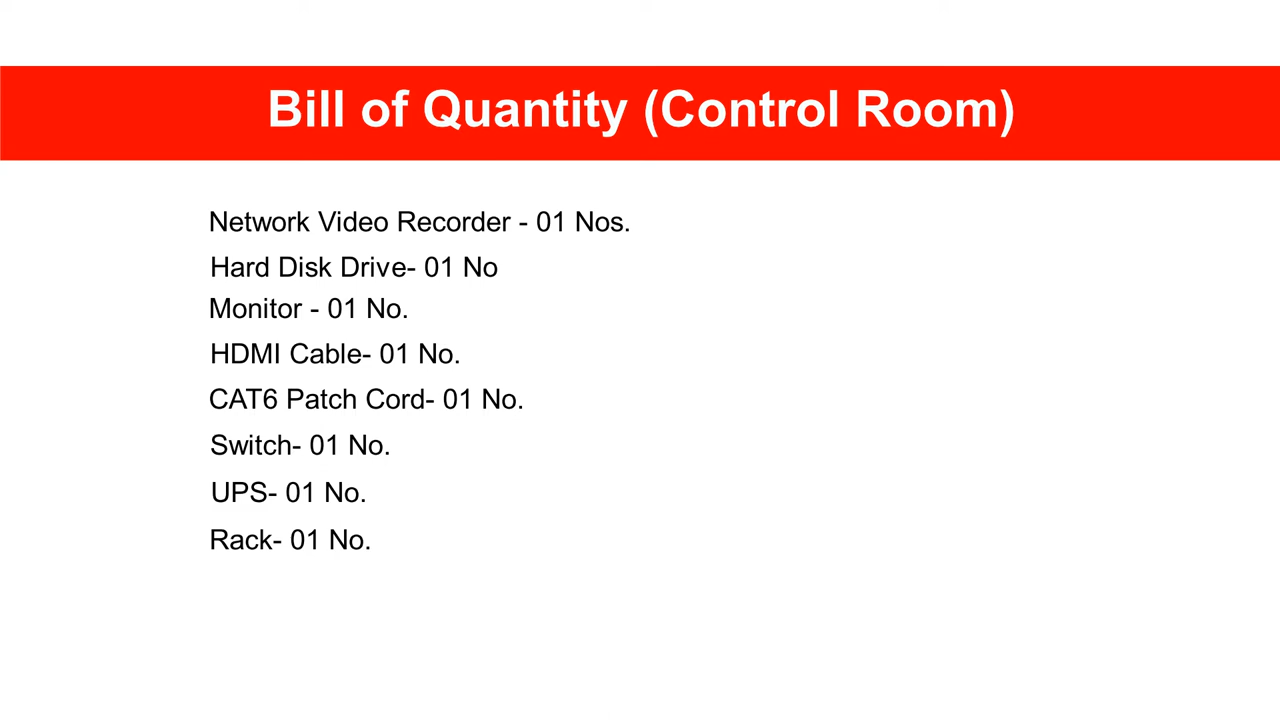 Bill of Quantity (Control Room)
Network Video Recorder - 01 Nos.
Hard Disk Drive- 01 No
Monitor - 01 No.
HDMI Cable- 01 No.
CAT6 Patch Cord- 01 No.
Switch- 01 No.
UPS- 01 No.
Rack- 01 No.